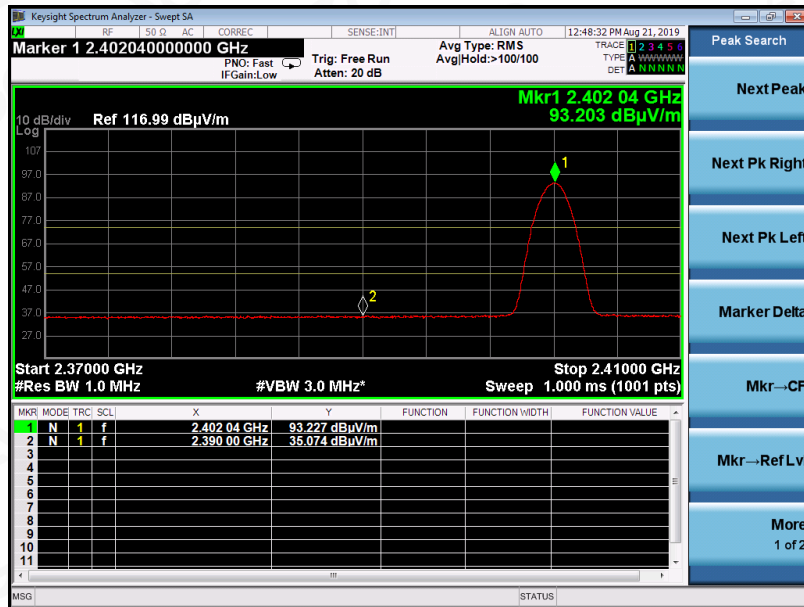 Keysight Spectrum Analyzer - Swept SA
LXI RF 50 Ω AC CORREC SENSE:INT ALIGN AUTO 12:48:32 PM Aug 21, 2019
Marker 1 2.402040000000 GHz
PNO: Fast
IFGain:Low
Trig: Free Run
Atten: 20 dB
Avg Type: RMS
Avg|Hold:>100/100
TRACE 1 2 3 4 5 6
TYPE A WWWWW
DET A N N N N N
Mkr1 2.402 04 GHz
93.203 dBµV/m
10 dB/div Ref 116.99 dBµV/m
Log
107
97.0
87.0
77.0
67.0
57.0
47.0
37.0
27.0
1
2
Start 2.37000 GHz Stop 2.41000 GHz
#Res BW 1.0 MHz #VBW 3.0 MHz* Sweep 1.000 ms (1001 pts)
MKR MODE TRC SCL X Y FUNCTION FUNCTION WIDTH FUNCTION VALUE
1 N 1 f 2.402 04 GHz 93.227 dBµV/m
2 N 1 f 2.390 00 GHz 35.074 dBµV/m
3
4
5
6
7
8
9
10
11
MSG STATUS
Peak Search
Next Peak
Next Pk Right
Next Pk Left
Marker Delta
Mkr→CF
Mkr→Ref Lv
More
1 of 2